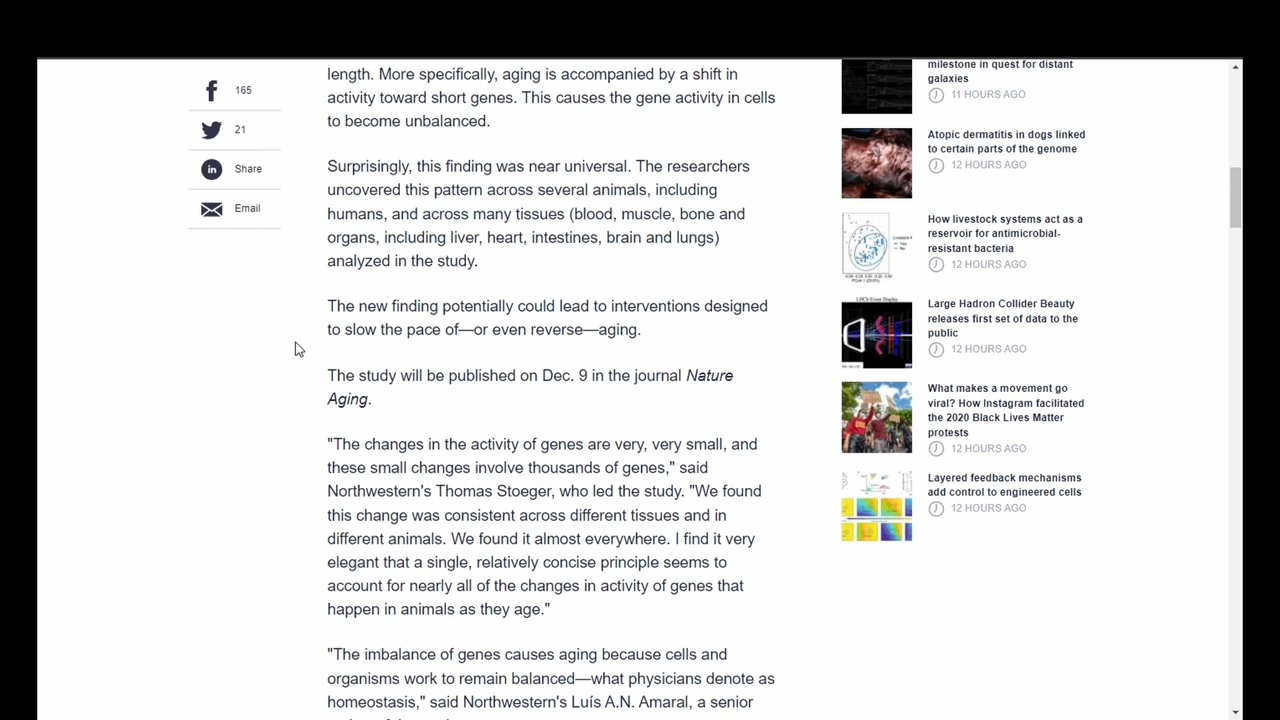 165
21
Share
Email
length. More specifically, aging is accompanied by a shift in
activity toward short genes. This causes the gene activity in cells
to become unbalanced.
Surprisingly, this finding was near universal. The researchers
uncovered this pattern across several animals, including
humans, and across many tissues (blood, muscle, bone and
organs, including liver, heart, intestines, brain and lungs)
analyzed in the study.
The new finding potentially could lead to interventions designed
to slow the pace of—or even reverse—aging.
The study will be published on Dec. 9 in the journal Nature
Aging.
"The changes in the activity of genes are very, very small, and
these small changes involve thousands of genes," said
Northwestern's Thomas Stoeger, who led the study. "We found
this change was consistent across different tissues and in
different animals. We found it almost everywhere. I find it very
elegant that a single, relatively concise principle seems to
account for nearly all of the changes in activity of genes that
happen in animals as they age."
"The imbalance of genes causes aging because cells and
organisms work to remain balanced—what physicians denote as
homeostasis," said Northwestern's Luís A.N. Amaral, a senior
milestone in quest for distant
galaxies
11 HOURS AGO
Atopic dermatitis in dogs linked
to certain parts of the genome
12 HOURS AGO
How livestock systems act as a
reservoir for antimicrobial-
resistant bacteria
12 HOURS AGO
Large Hadron Collider Beauty
releases first set of data to the
public
12 HOURS AGO
What makes a movement go
viral? How Instagram facilitated
the 2020 Black Lives Matter
protests
12 HOURS AGO
Layered feedback mechanisms
add control to engineered cells
12 HOURS AGO